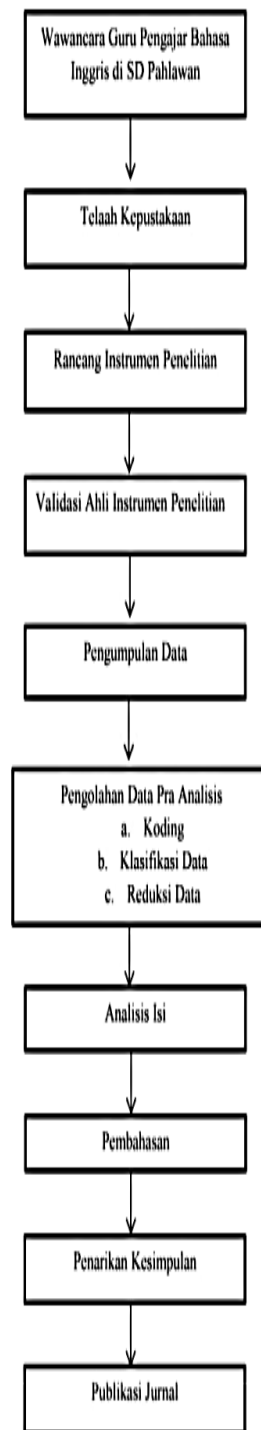 Wawancara Guru Pengajar Bahasa
Inggris di SD Pahlawan
Telaah Kepustakaan
Rancang Instrumen Penelitian
Validasi Ahli Instrumen Penelitian
Pengumpulan Data
Pengolahan Data Pra Analisis
a. Koding
b. Klasifikasi Data
c. Reduksi Data
Analisis Isi
Pembahasan
Penarikan Kesimpulan
Publikasi Jurnal